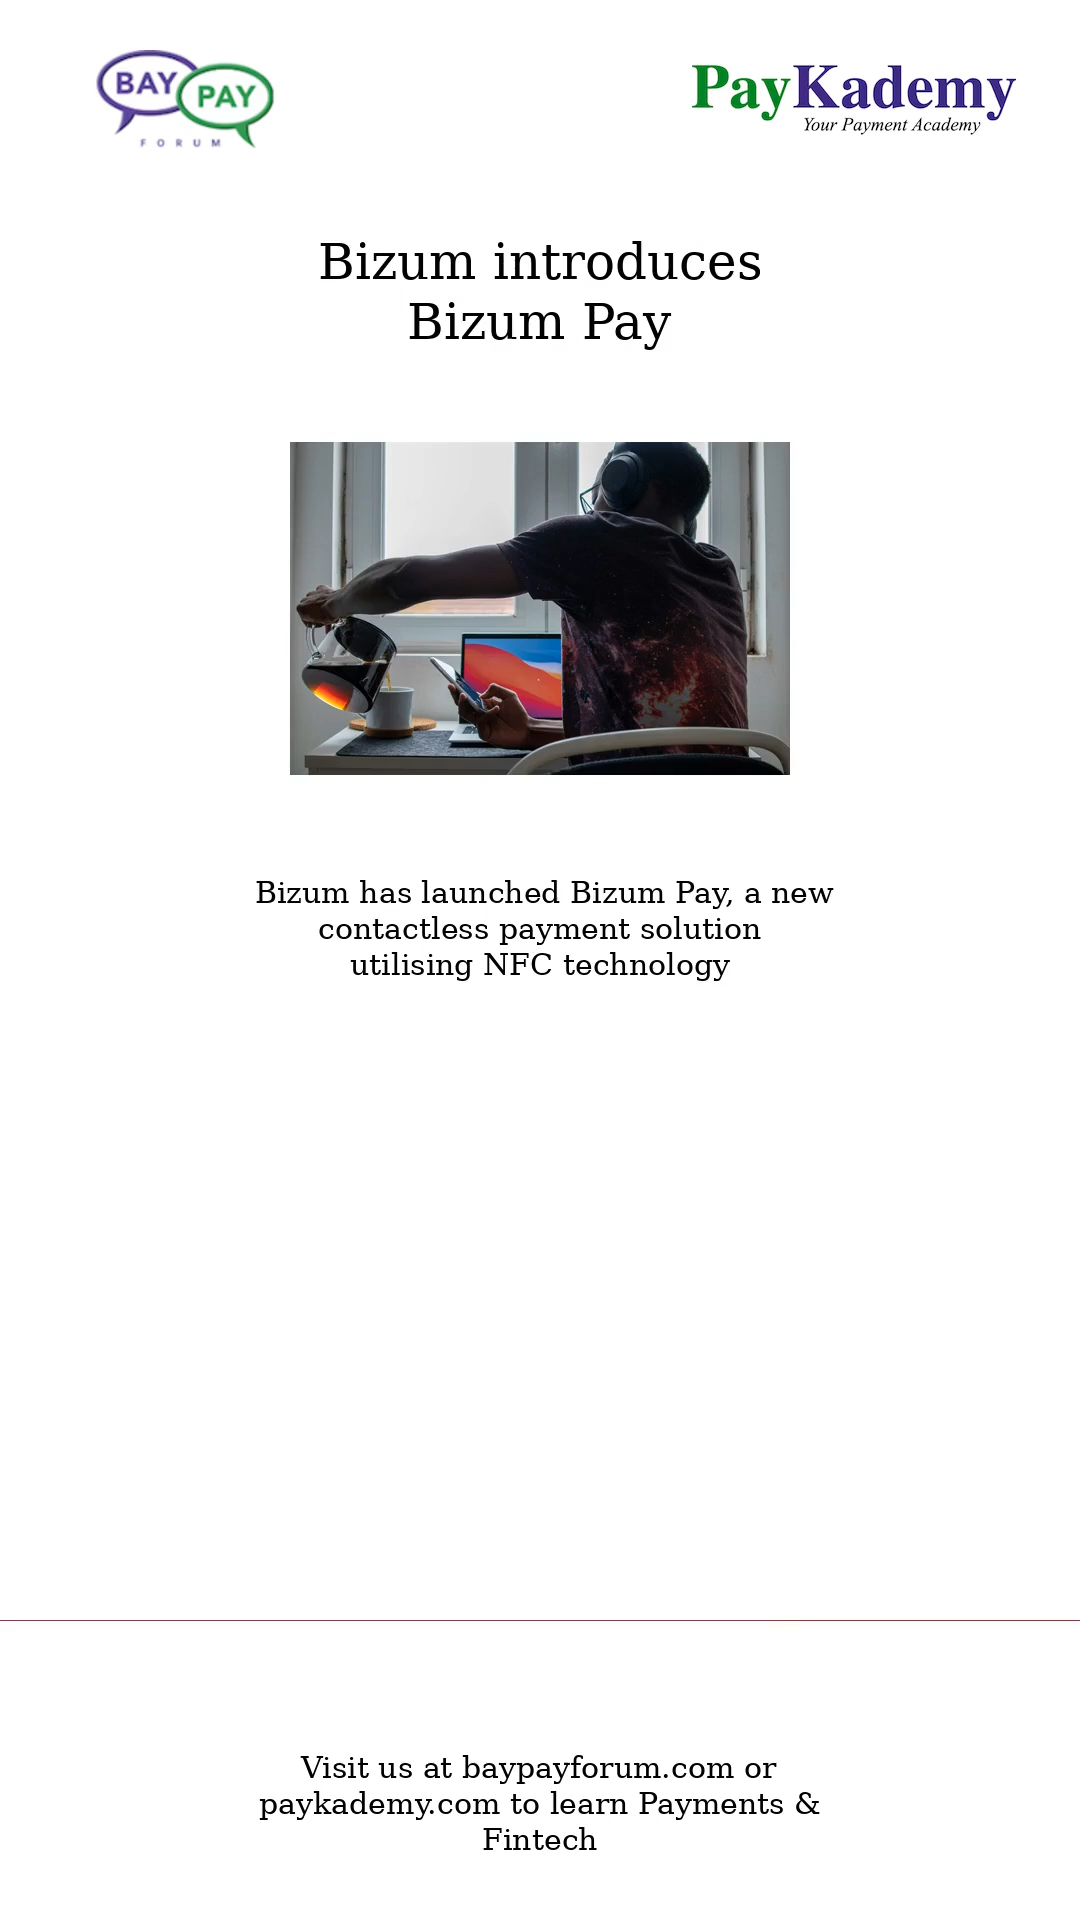 BAY PAY
FORUM
PayKademy
Your Payment Academy
Bizum introduces
Bizum Pay
Bizum has launched Bizum Pay, a new
contactless payment solution
utilising NFC technology
Visit us at baypayforum.com or
paykademy.com to learn Payments &
Fintech